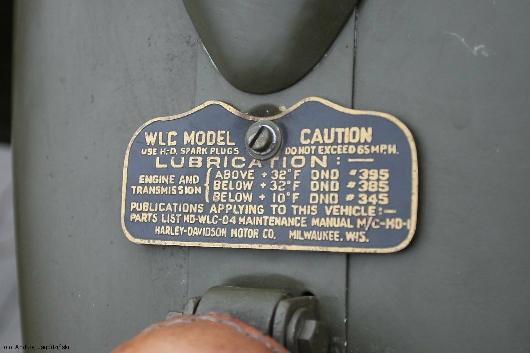 WLC MODEL CAUTION
USE H-D. SPARK PLUGS DO NOT EXCEED 65 M.P.H.
LUBRICATION:—
ENGINE AND TRANSMISSION
ABOVE +32°F DND #395
BELOW +32°F DND #385
BELOW +10°F DND #345
PUBLICATIONS APPLYING TO THIS VEHICLE:—
PARTS LIST HD-WLC-04 MAINTENANCE MANUAL M/C-HD-1
HARLEY-DAVIDSON MOTOR CO. MILWAUKEE, WIS.